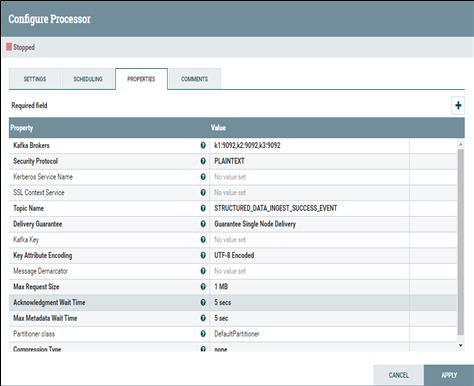 Configure Processor
Stopped
SETTINGS SCHEDULING PROPERTIES COMMENTS
Required field
Property Value
Kafka Brokers k1:9092,k2:9092,k3:9092
Security Protocol PLAINTEXT
Kerberos Service Name No value set
SSL Context Service No value set
Topic Name STRUCTURED_DATA_INGEST_SUCCESS_EVENT
Delivery Guarantee Guarantee Single Node Delivery
Kafka Key No value set
Key Attribute Encoding UTF-8 Encoded
Message Demarcator No value set
Max Request Size 1 MB
Acknowledgment Wait Time 5 secs
Max Metadata Wait Time 5 sec
Partitioner class DefaultPartitioner
Compression Type none
CANCEL APPLY